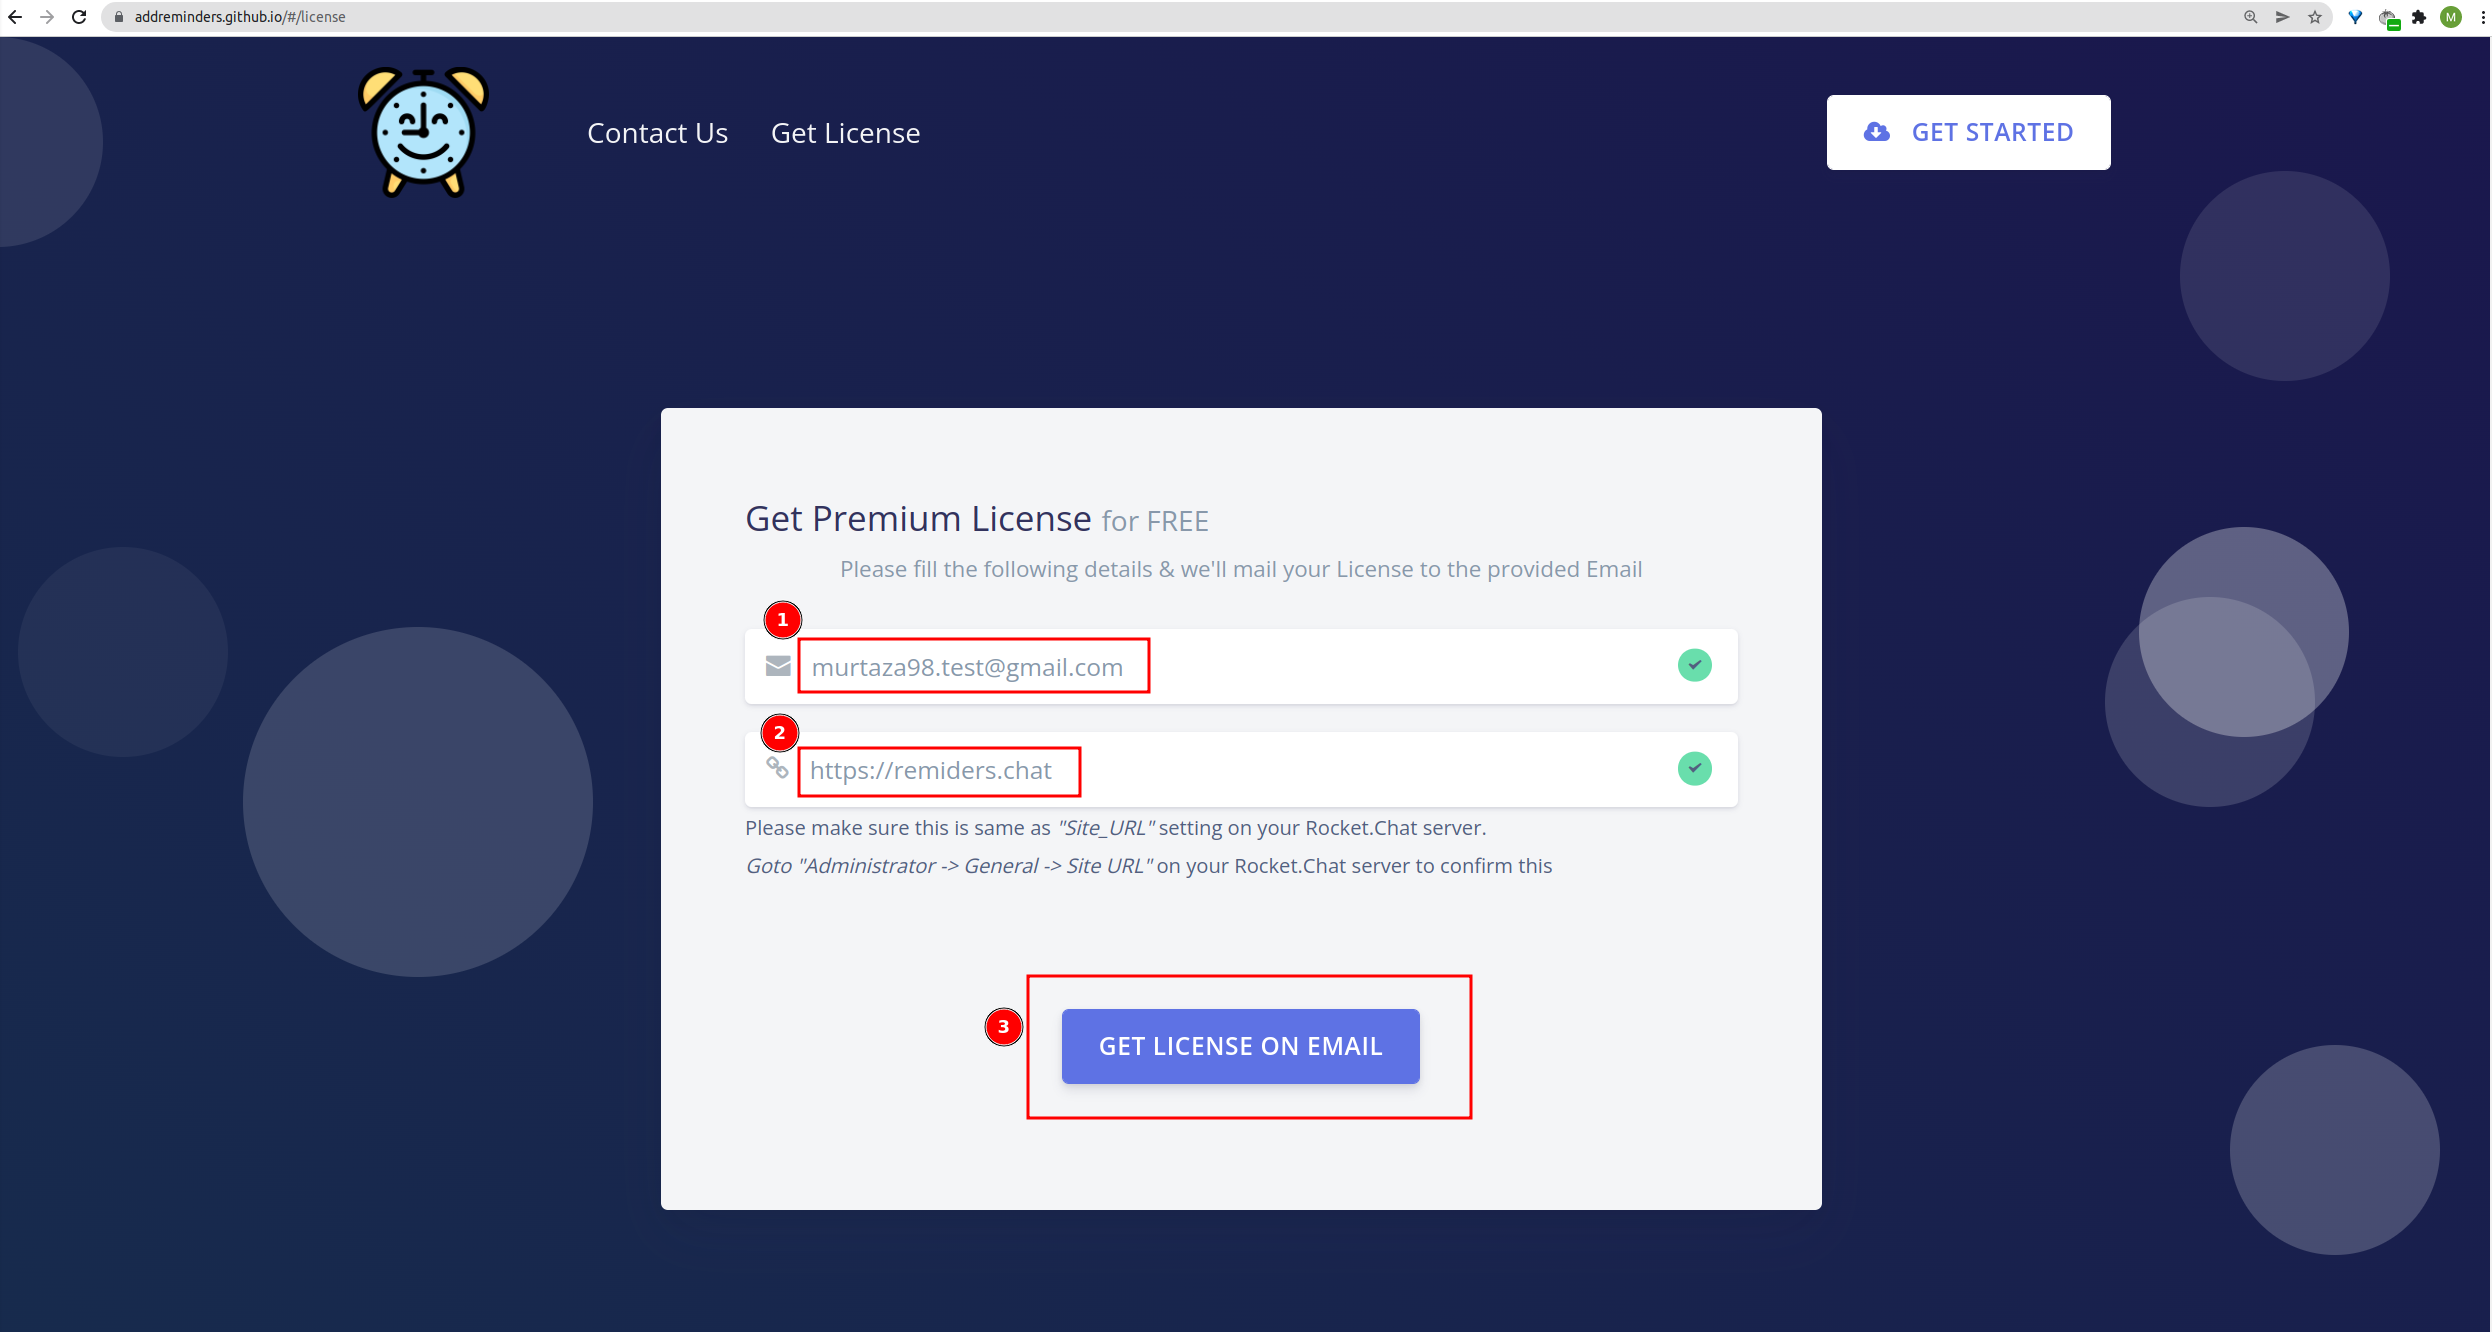 addreminders.github.io/#/license
M
Contact Us Get License
GET STARTED
Get Premium License for FREE
Please fill the following details & we'll mail your License to the provided Email
1
murtaza98.test@gmail.com
2
https://remiders.chat
Please make sure this is same as "Site_URL" setting on your Rocket.Chat server.
Goto "Administrator -> General -> Site URL" on your Rocket.Chat server to confirm this
3
GET LICENSE ON EMAIL